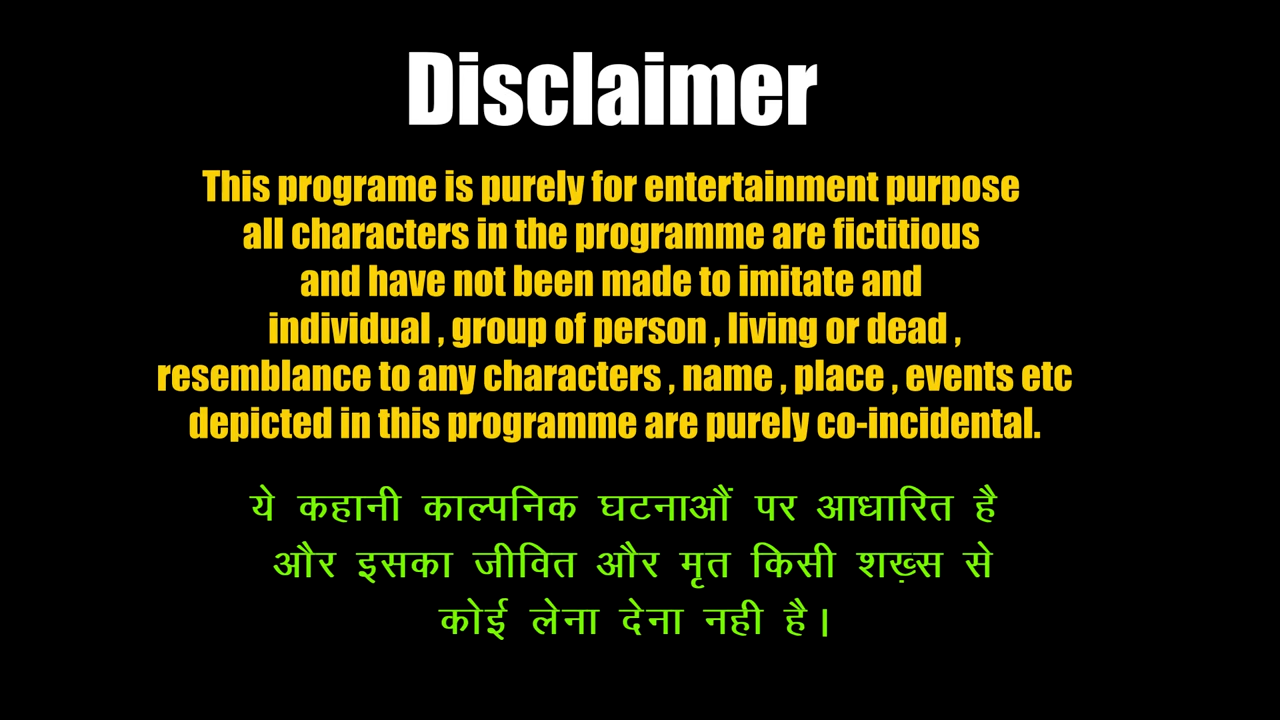 Disclaimer
This programe is purely for entertainment purpose
all characters in the programme are fictitious
and have not been made to imitate and
individual , group of person , living or dead ,
resemblance to any characters , name , place , events etc
depicted in this programme are purely co-incidental.
ये कहानी काल्पनिक घटनाऔं पर आधारित है
और इसका जीवित और मृत किसी शख़्स से
कोई लेना देना नही है।